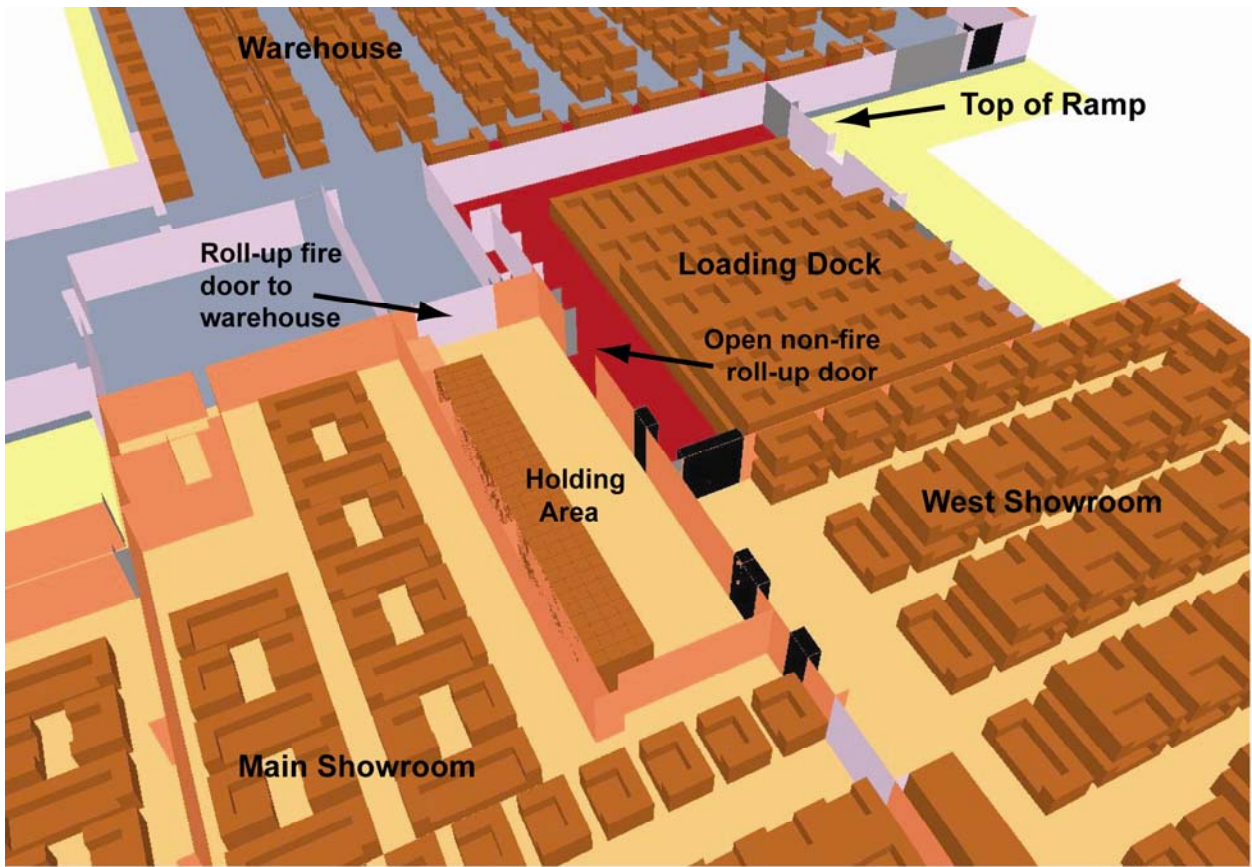 Warehouse
Top of Ramp
Roll-up fire
door to
warehouse
Loading Dock
Open non-fire
roll-up door
Holding
Area
West Showroom
Main Showroom